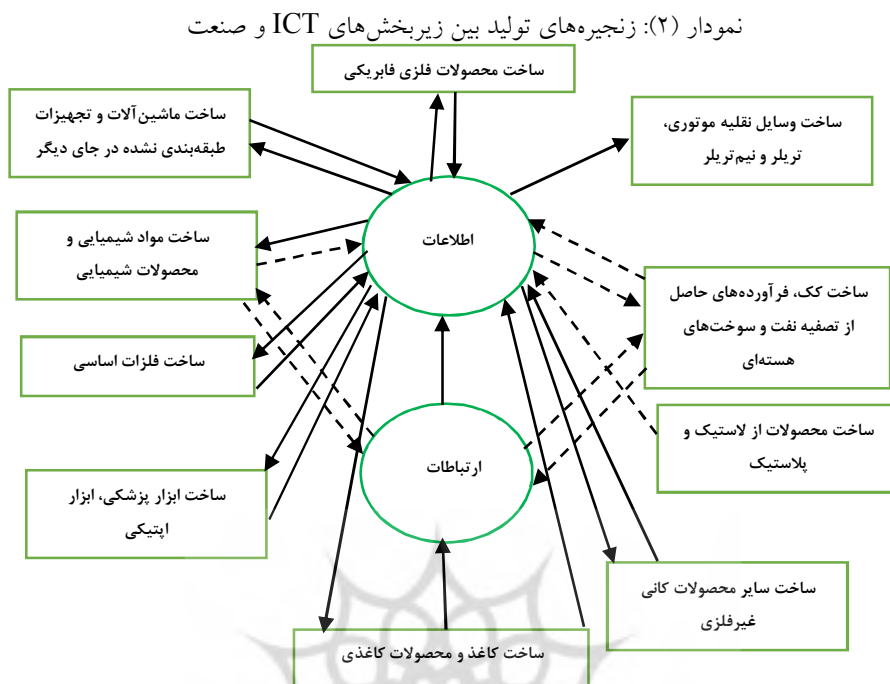 نمودار (۲): زنجیره‌های تولید بین زیربخش‌های ICT و صنعت
ساخت محصولات فلزی فابریکی
ساخت وسایل نقلیه موتوری،
تریلر و نیم‌تریلر
ساخت ماشین‌آلات و تجهیزات
طبقه‌بندی نشده در جای دیگر
اطلاعات
ساخت مواد شیمیایی و
محصولات شیمیایی
ساخت کک، فرآورده‌های حاصل
از تصفیه نفت و سوخت‌های
هسته‌ای
ساخت فلزات اساسی
ساخت محصولات از لاستیک و
پلاستیک
ارتباطات
ساخت ابزار پزشکی، ابزار
اپتیکی
ساخت سایر محصولات کانی
غیرفلزی
ساخت کاغذ و محصولات کاغذی